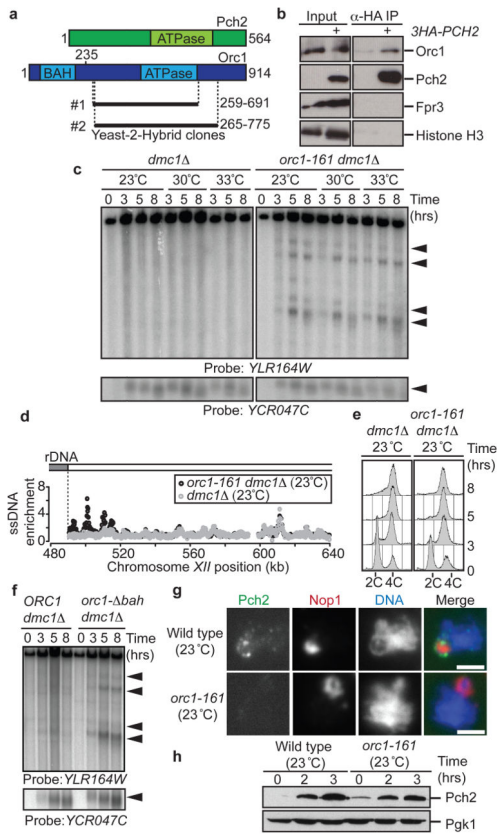 a
Pch2
1 ATPase 564
235 Orc1
1 BAH ATPase 914
#1 259-691
#2 265-775
Yeast-2-Hybrid clones
b
Input α-HA IP
+ + 3HA-PCH2
Orc1
Pch2
Fpr3
Histone H3
c
dmc1Δ orc1-161 dmc1Δ
23°C 30°C 33°C 23°C 30°C 33°C Time
0 3 5 8 3 5 8 3 5 8 0 3 5 8 3 5 8 3 5 8 (hrs)
Probe: YLR164W
Probe: YCR047C
d
rDNA
orc1-161 dmc1Δ (23°C)
dmc1Δ (23°C)
ssDNA enrichment
8
4
0
480 500 520 540 560 580 600 620 640
Chromosome XII position (kb)
e
orc1-161
dmc1Δ dmc1Δ
23°C 23°C Time
(hrs)
8
5
3
0
2C 4C 2C 4C
f
ORC1 orc1-Δbah
dmc1Δ dmc1Δ Time
0 3 5 8 0 3 5 8 (hrs)
Probe:YLR164W
Probe:YCR047C
g
Pch2 Nop1 DNA Merge
Wild type
(23°C)
orc1-161
(23°C)
h
Wild type orc1-161
(23°C) (23°C) Time
0 2 3 0 2 3 (hrs)
Pch2
Pgk1